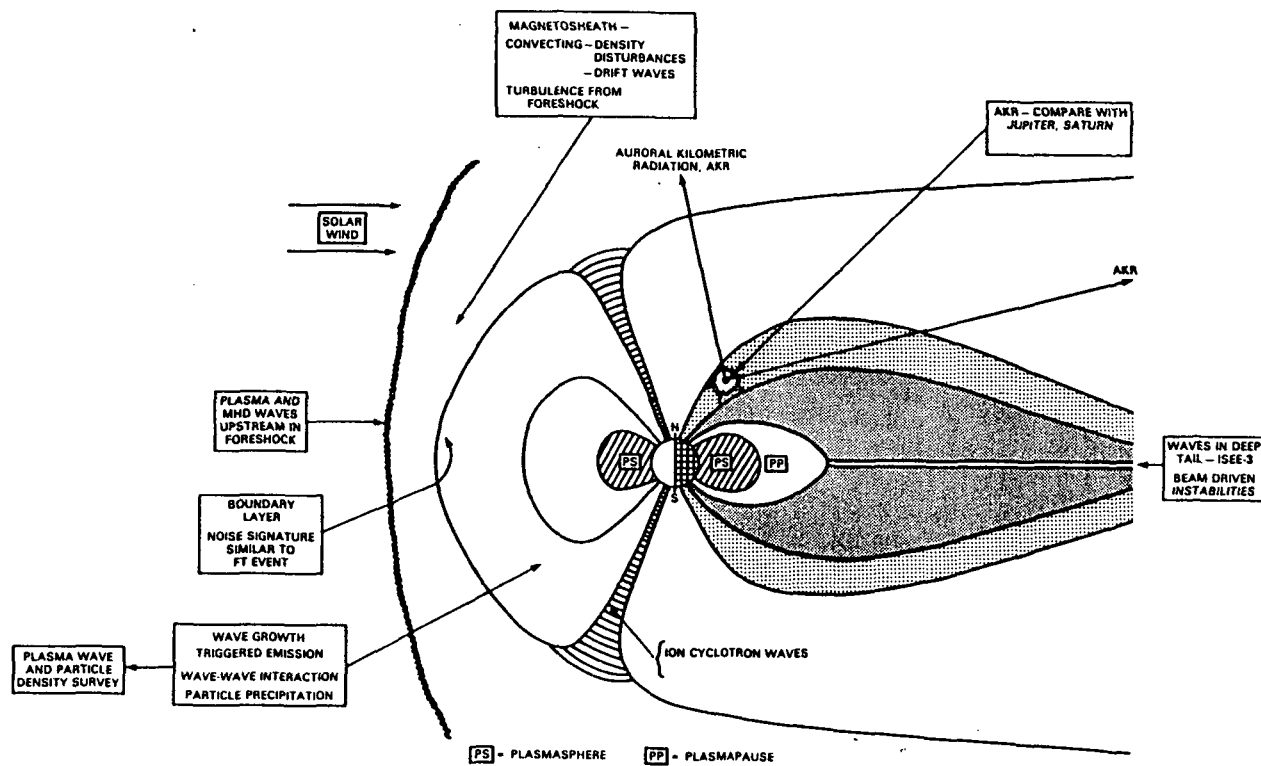 MAGNETOSHEATH –
CONVECTING – DENSITY
DISTURBANCES
– DRIFT WAVES
TURBULENCE FROM
FORESHOCK
AKR – COMPARE WITH
JUPITER, SATURN
AURORAL KILOMETRIC
RADIATION, AKR
SOLAR
WIND
AKR
PLASMA AND
MHD WAVES
UPSTREAM IN
FORESHOCK
N
PS
PS
PP
S
WAVES IN DEEP
TAIL – ISEE-3
BEAM DRIVEN
INSTABILITIES
BOUNDARY
LAYER
NOISE SIGNATURE
SIMILAR TO
FT EVENT
WAVE GROWTH
TRIGGERED EMISSION
WAVE-WAVE INTERACTION
PARTICLE PRECIPITATION
PLASMA WAVE
AND PARTICLE
DENSITY SURVEY
ION CYCLOTRON WAVES
PS = PLASMASPHERE PP = PLASMAPAUSE